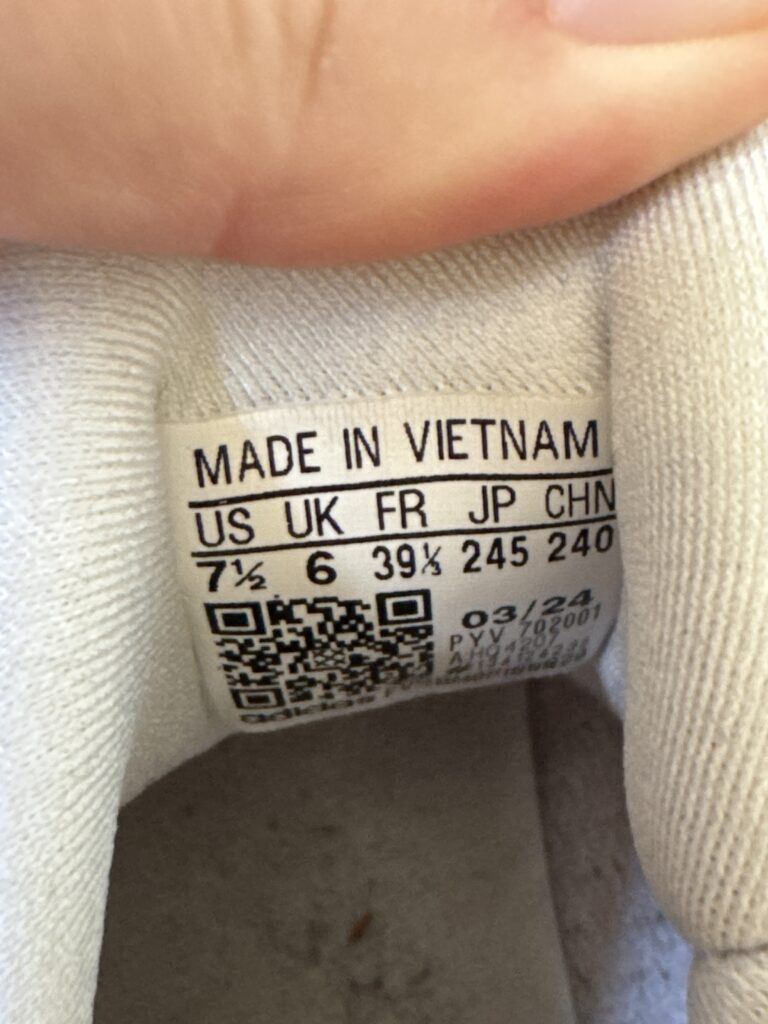 MADE IN VIETNAM
US UK FR JP CHN
7½ 6 39⅓ 245 240
03/24
PYV 702001
adidas